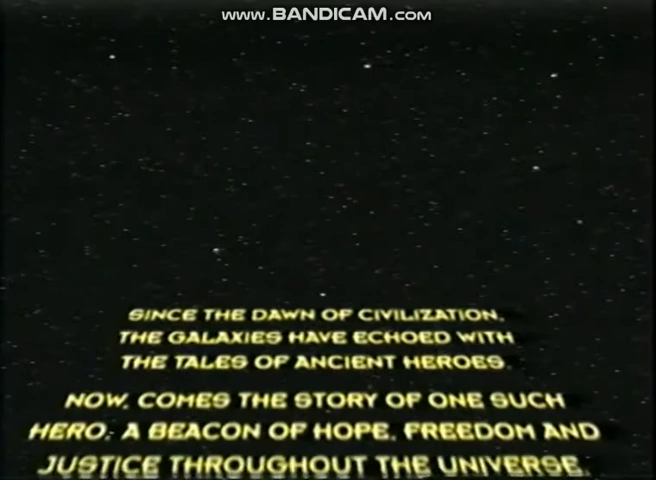 www.BANDICAM.com
SINCE THE DAWN OF CIVILIZATION,
THE GALAXIES HAVE ECHOED WITH
THE TALES OF ANCIENT HEROES.
NOW, COMES THE STORY OF ONE SUCH
HERO; A BEACON OF HOPE, FREEDOM AND
JUSTICE THROUGHOUT THE UNIVERSE.